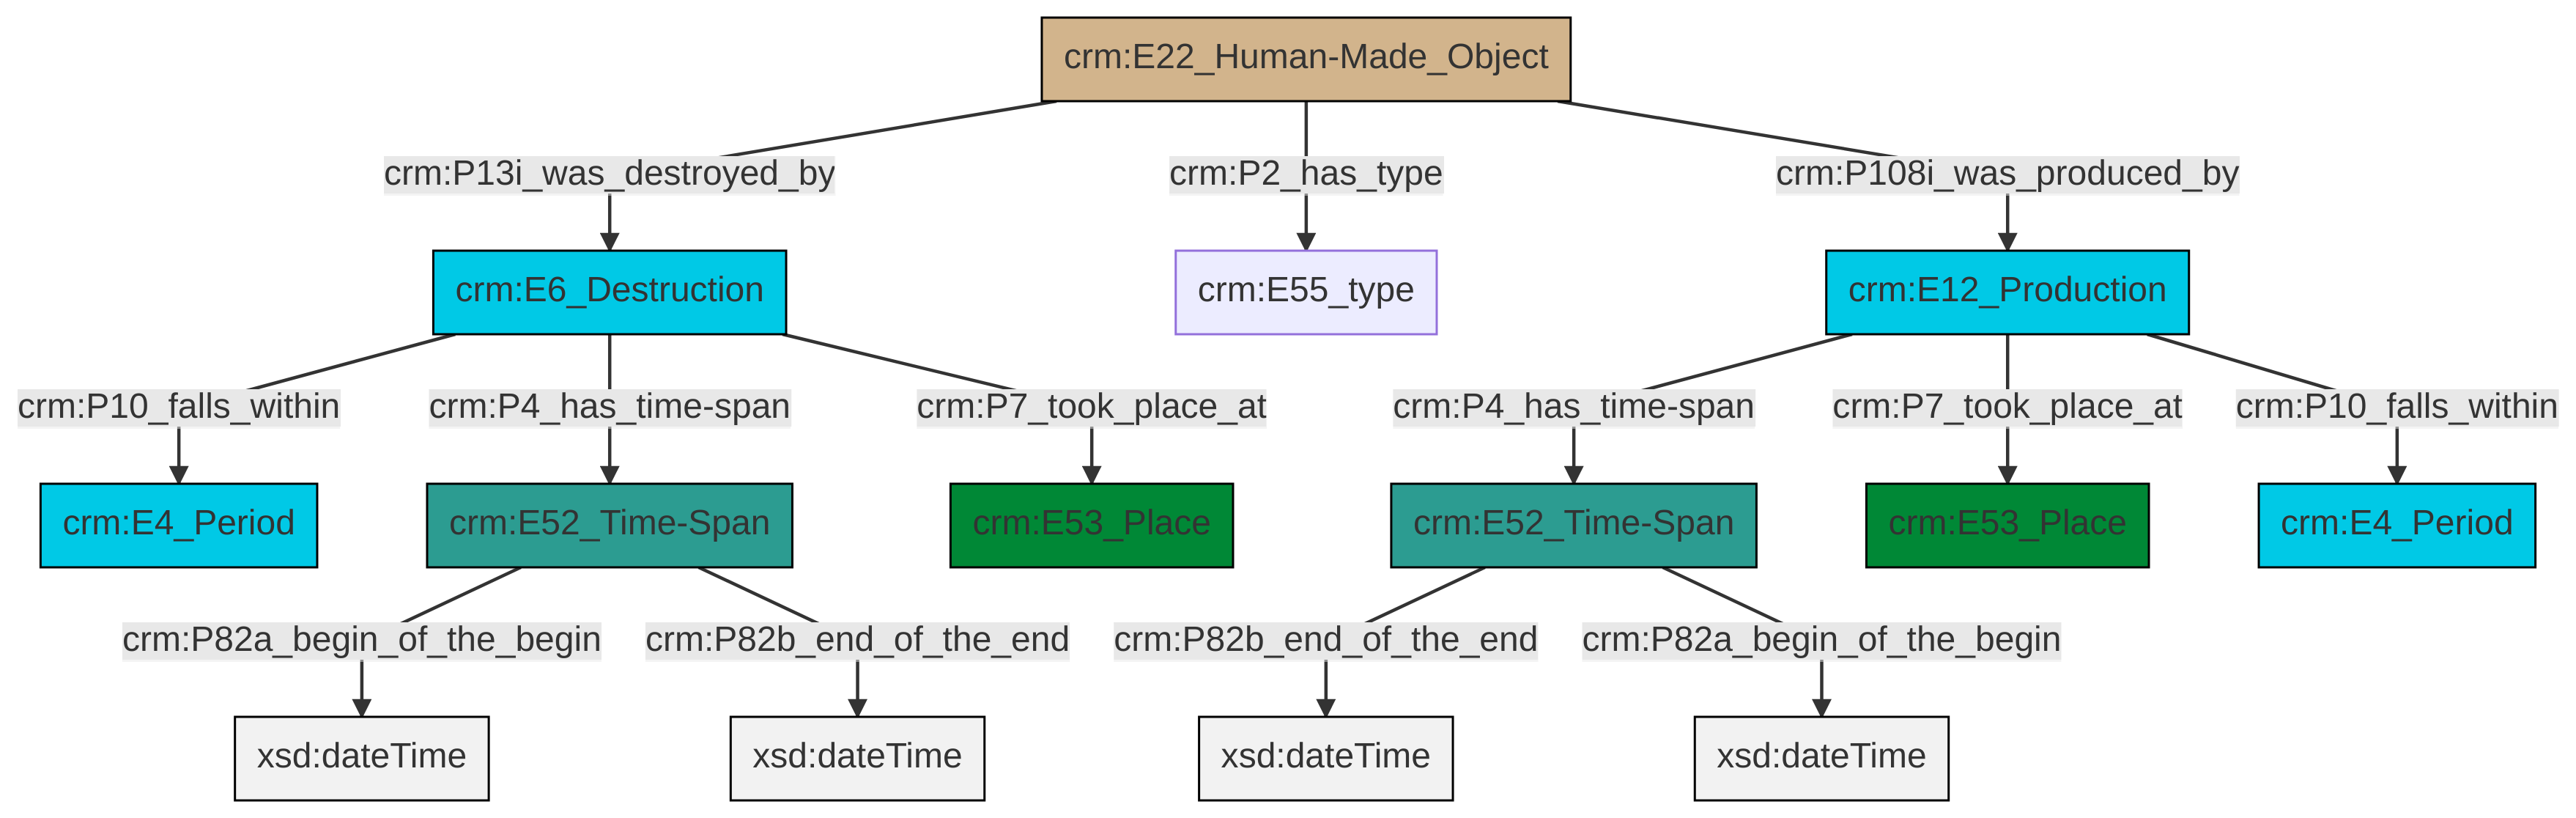 crm:E22_Human-Made_Object
crm:P13i_was_destroyed_by
crm:P2_has_type
crm:P108i_was_produced_by
crm:E6_Destruction
crm:E55_type
crm:E12_Production
crm:P10_falls_within
crm:P4_has_time-span
crm:P7_took_place_at
crm:P4_has_time-span
crm:P7_took_place_at
crm:P10_falls_within
crm:E4_Period
crm:E52_Time-Span
crm:E53_Place
crm:E52_Time-Span
crm:E53_Place
crm:E4_Period
crm:P82a_begin_of_the_begin
crm:P82b_end_of_the_end
crm:P82b_end_of_the_end
crm:P82a_begin_of_the_begin
xsd:dateTime
xsd:dateTime
xsd:dateTime
xsd:dateTime